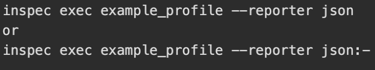 inspec exec example_profile --reporter json
or
inspec exec example_profile --reporter json:-